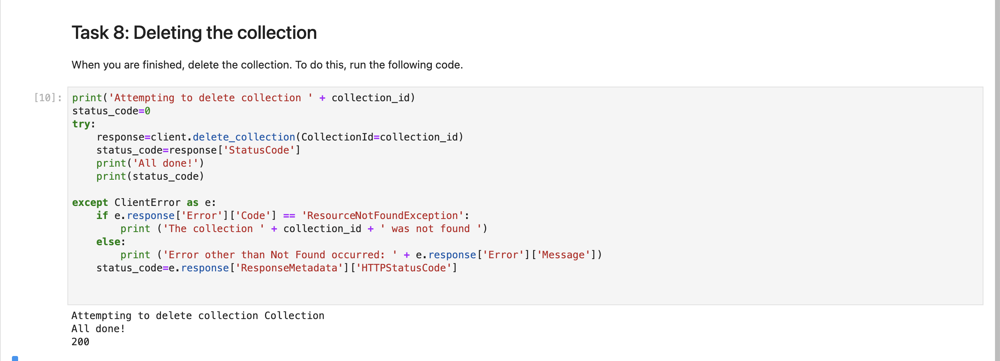 Task 8: Deleting the collection
When you are finished, delete the collection. To do this, run the following code.
[10]:
print('Attempting to delete collection ' + collection_id)
status_code=0
try:
    response=client.delete_collection(CollectionId=collection_id)
    status_code=response['StatusCode']
    print('All done!')
    print(status_code)

except ClientError as e:
    if e.response['Error']['Code'] == 'ResourceNotFoundException':
        print ('The collection ' + collection_id + ' was not found ')
    else:
        print ('Error other than Not Found occurred: ' + e.response['Error']['Message'])
    status_code=e.response['ResponseMetadata']['HTTPStatusCode']
Attempting to delete collection Collection
All done!
200